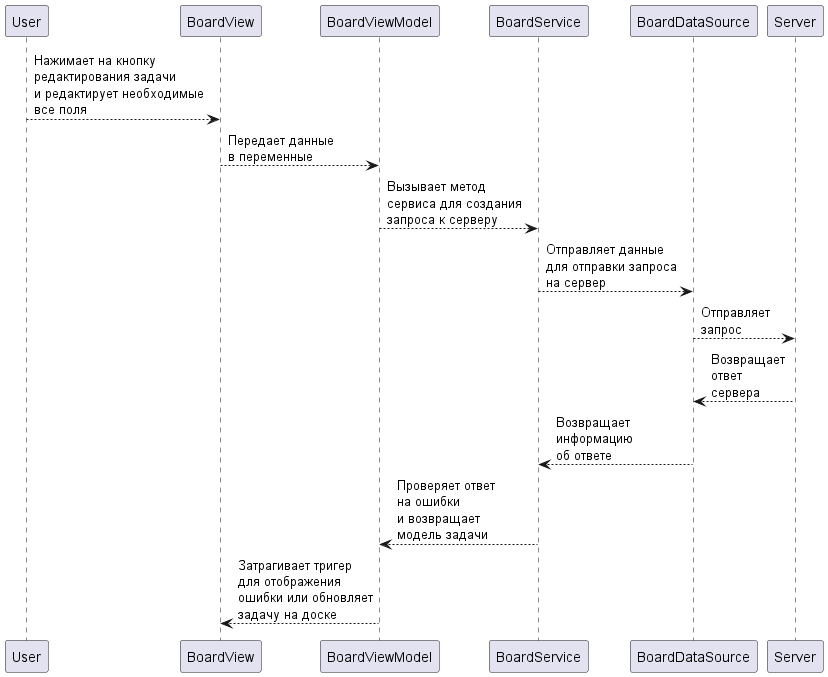 User
BoardView
BoardViewModel
BoardService
BoardDataSource
Server
Нажимает на кнопку
редактирования задачи
и редактирует необходимые
все поля
Передает данные
в переменные
Вызывает метод
сервиса для создания
запроса к серверу
Отправляет данные
для отправки запроса
на сервер
Отправляет
запрос
Возвращает
ответ
сервера
Возвращает
информацию
об ответе
Проверяет ответ
на ошибки
и возвращает
модель задачи
Затрагивает тригер
для отображения
ошибки или обновляет
задачу на доске
User
BoardView
BoardViewModel
BoardService
BoardDataSource
Server